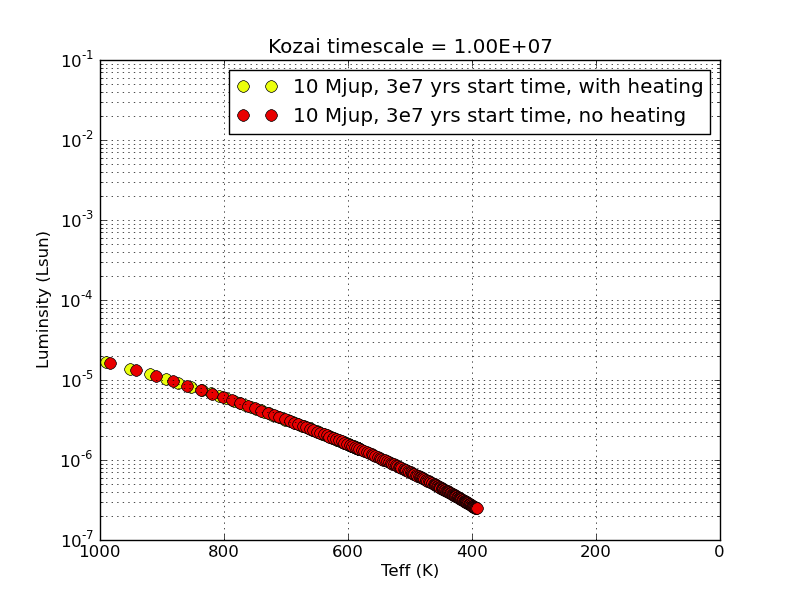 Kozai timescale = 1.00E+07
10 Mjup, 3e7 yrs start time, with heating
10 Mjup, 3e7 yrs start time, no heating
10^-1
10^-2
10^-3
10^-4
10^-5
10^-6
10^-7
Luminsity (Lsun)
1000 800 600 400 200 0
Teff (K)